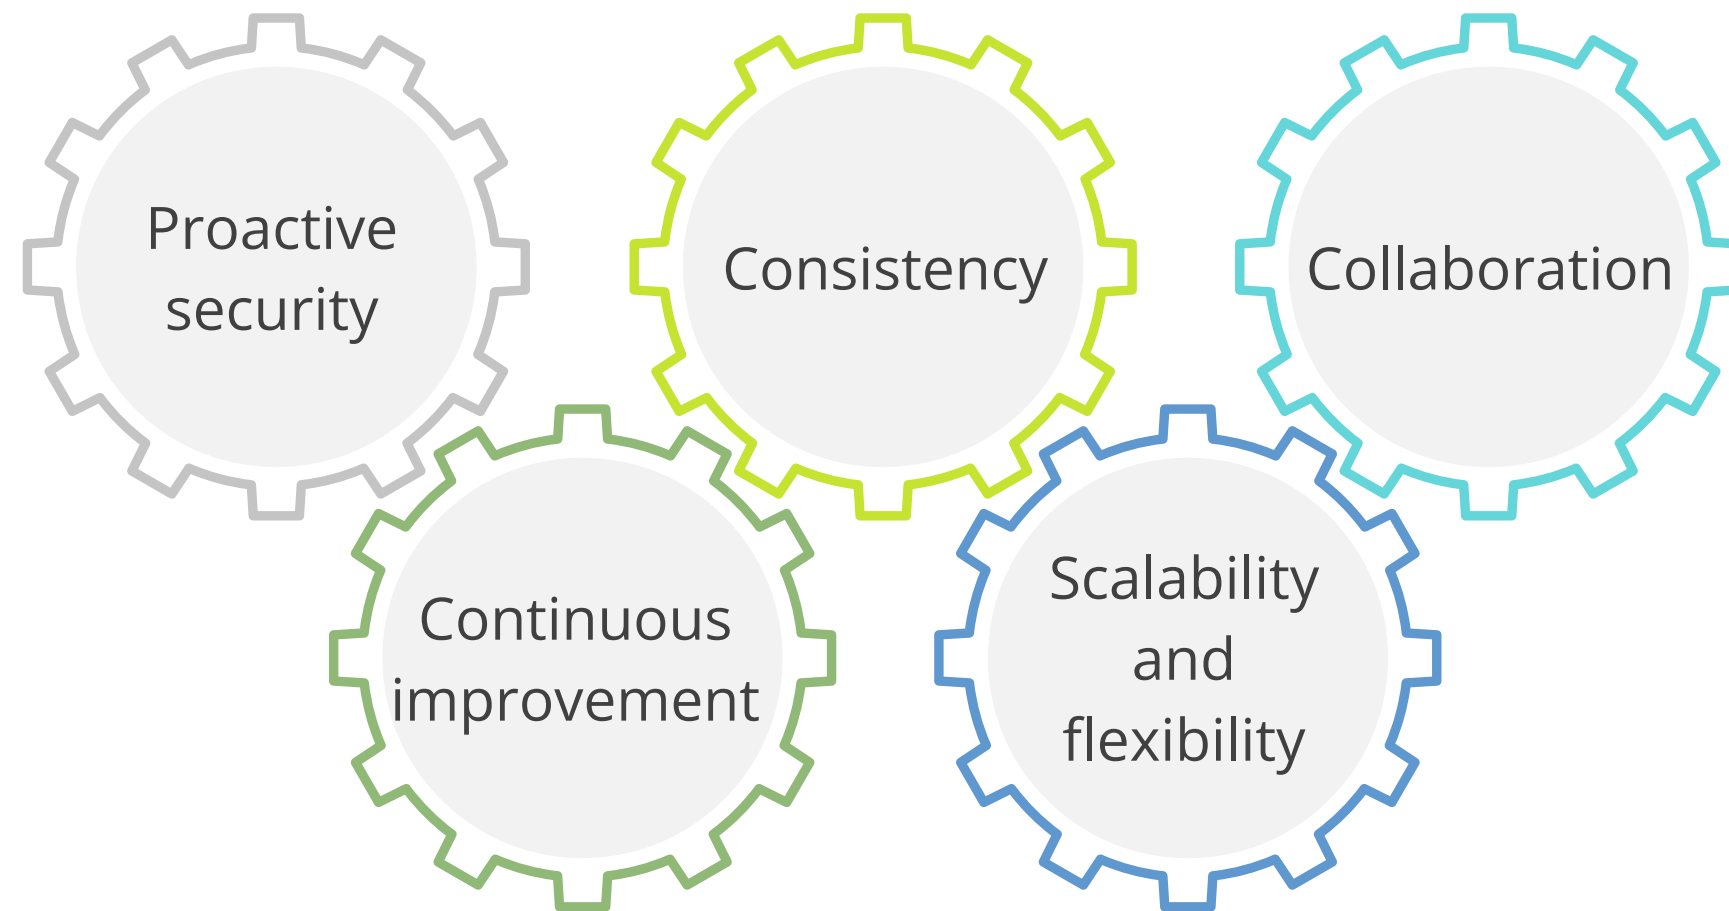 Proactive
security
Consistency
Collaboration
Continuous
improvement
Scalability
and
flexibility